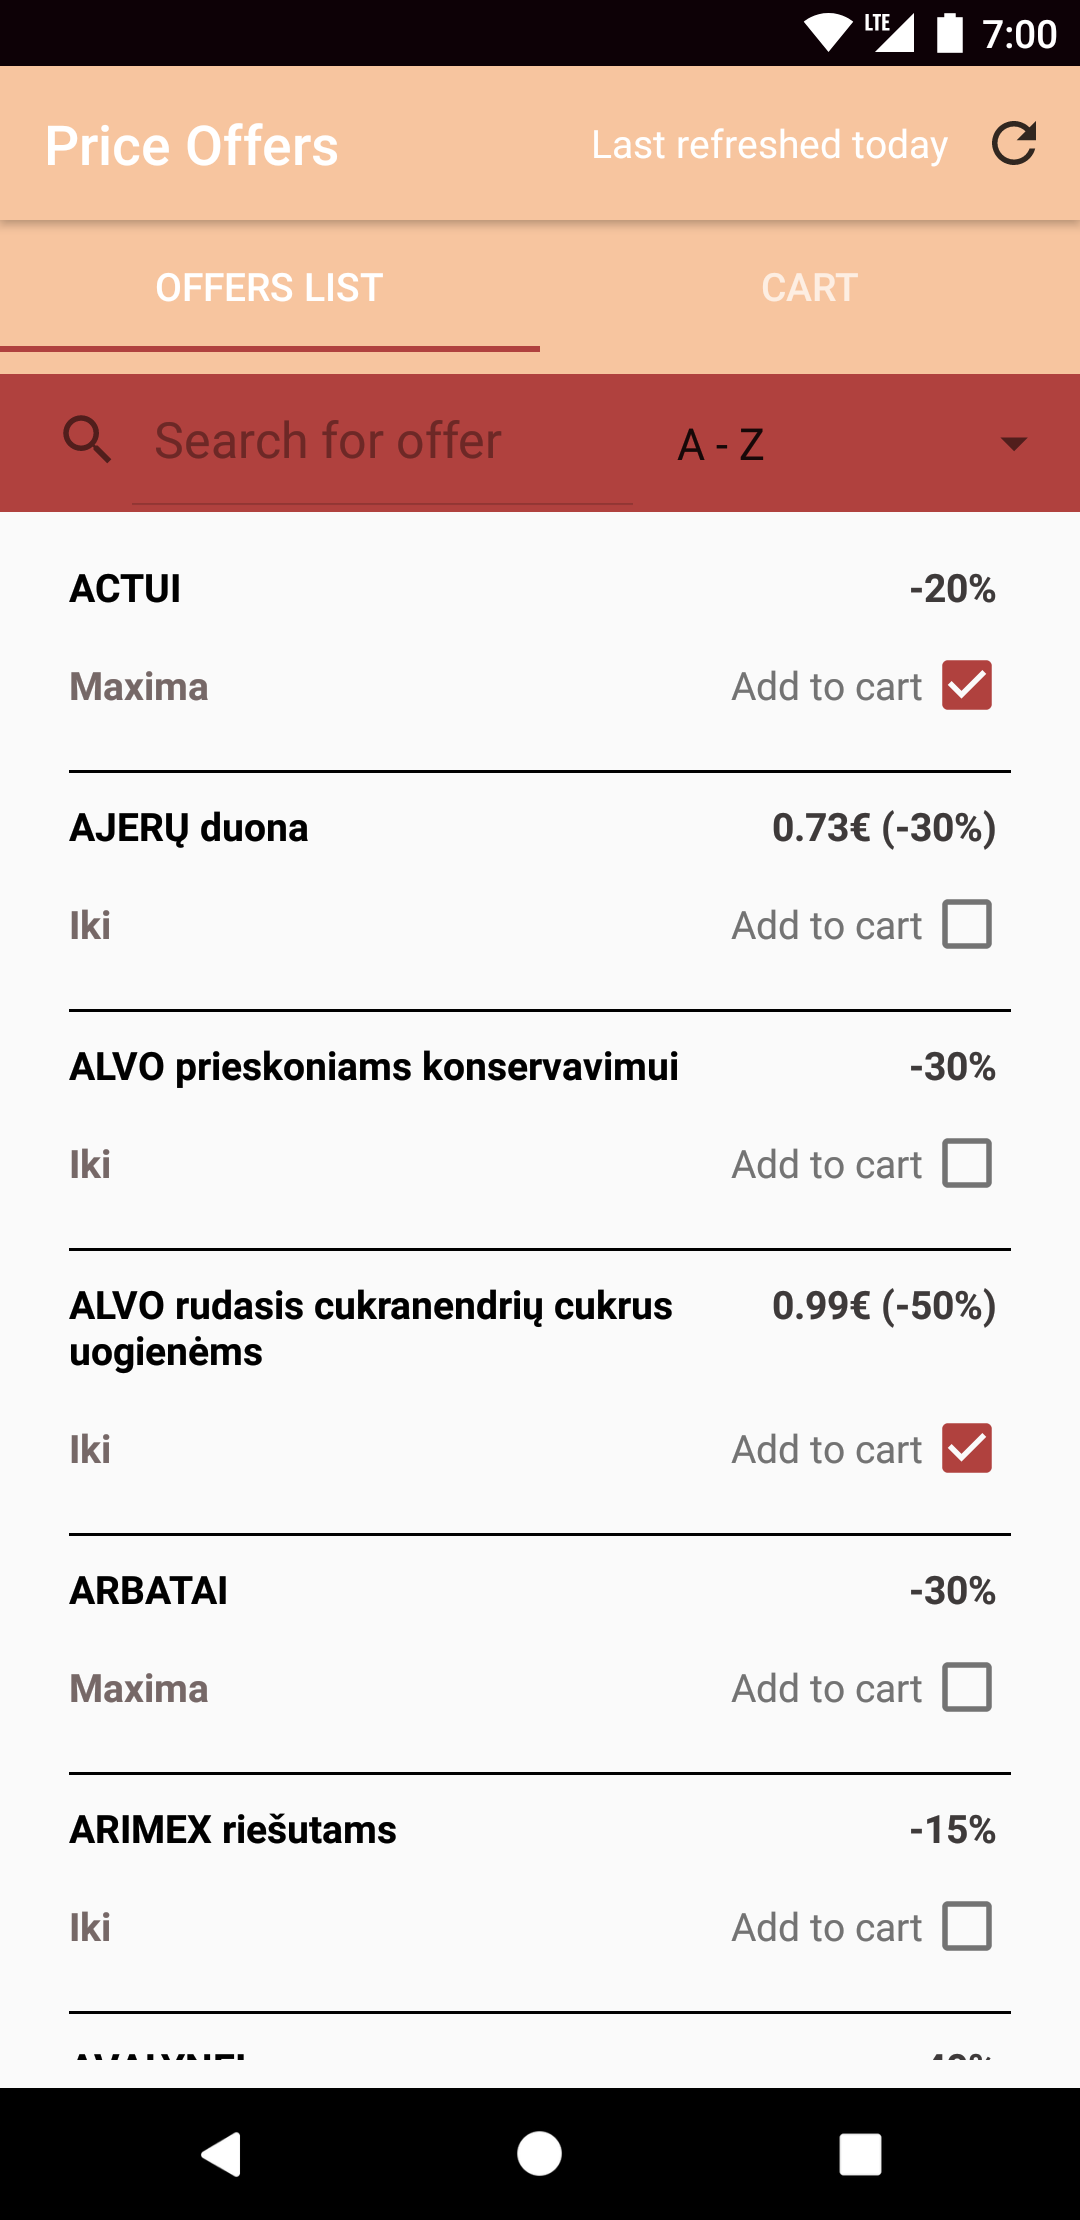 LTE 7:00
Price Offers Last refreshed today
OFFERS LIST CART
Search for offer A - Z
ACTUI -20%
Maxima Add to cart
AJERŲ duona 0.73€ (-30%)
Iki Add to cart
ALVO prieskoniams konservavimui -30%
Iki Add to cart
ALVO rudasis cukranendrių cukrus 0.99€ (-50%)
uogienėms
Iki Add to cart
ARBATAI -30%
Maxima Add to cart
ARIMEX riešutams -15%
Iki Add to cart